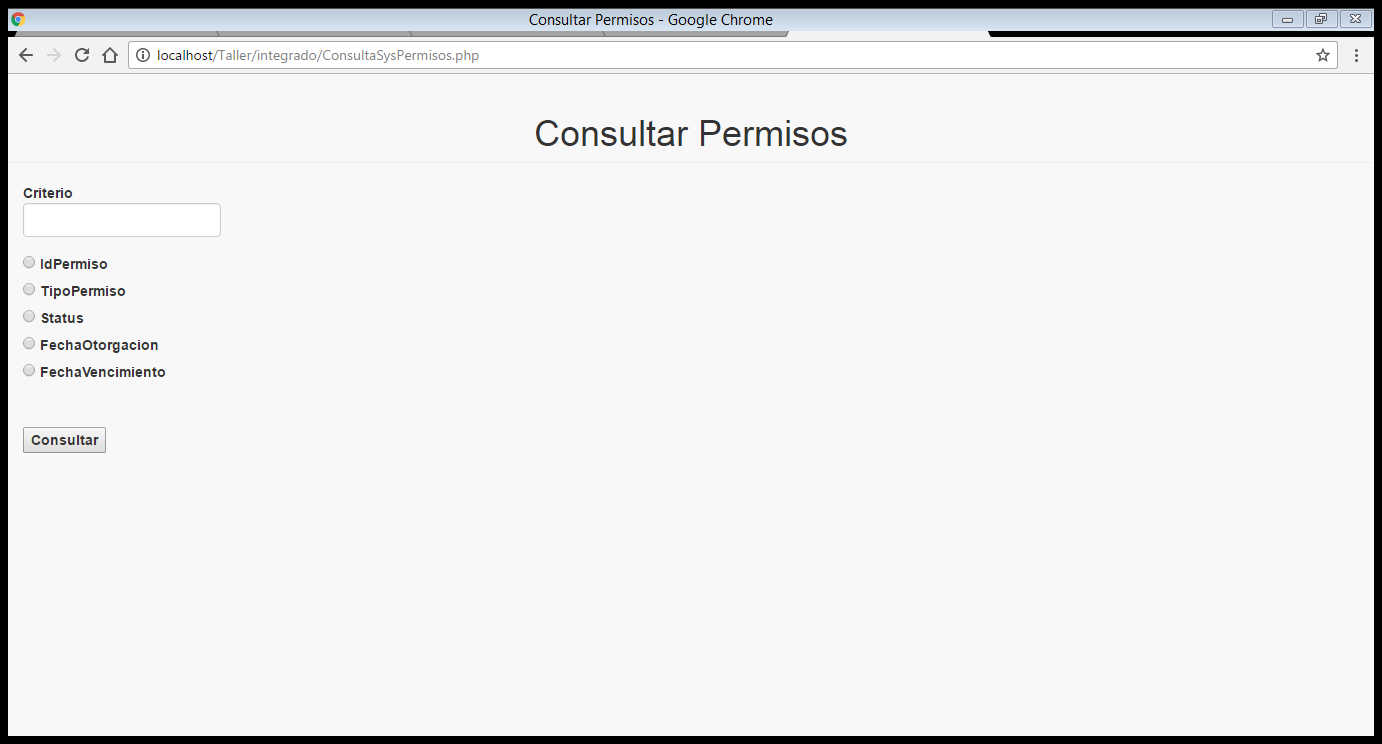 Consultar Permisos - Google Chrome
localhost/Taller/integrado/ConsultaSysPermisos.php
Consultar Permisos
Criterio
IdPermiso
TipoPermiso
Status
FechaOtorgacion
FechaVencimiento
Consultar